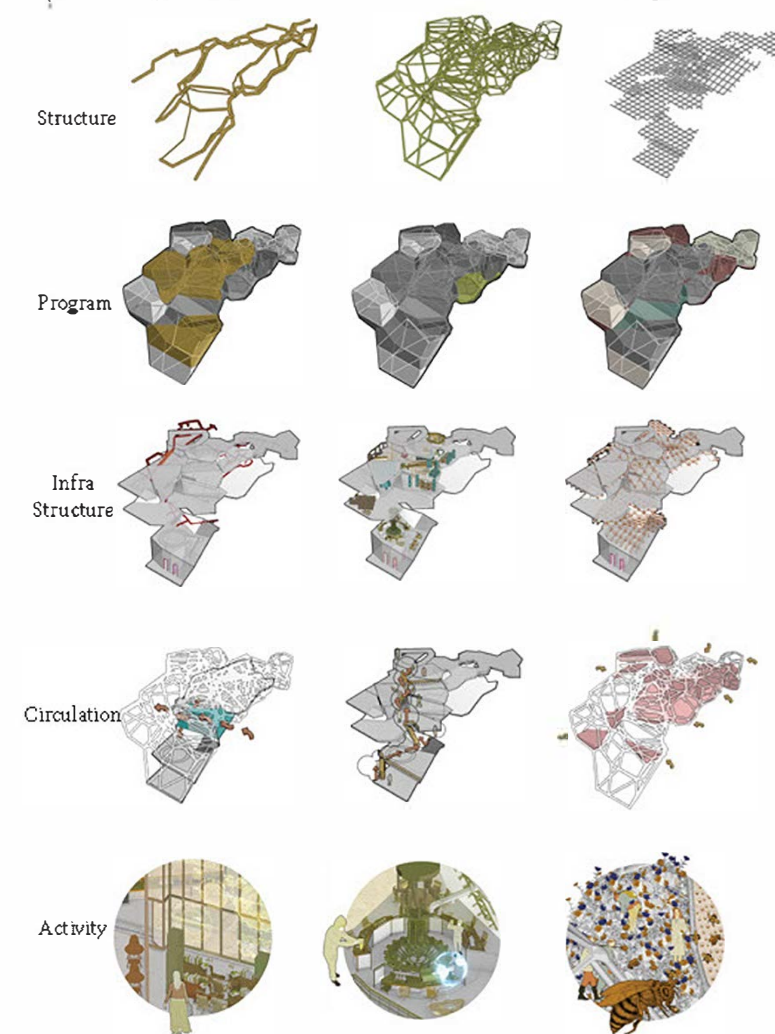 Structure
Program
Infra
Structure
Circulation
Activity